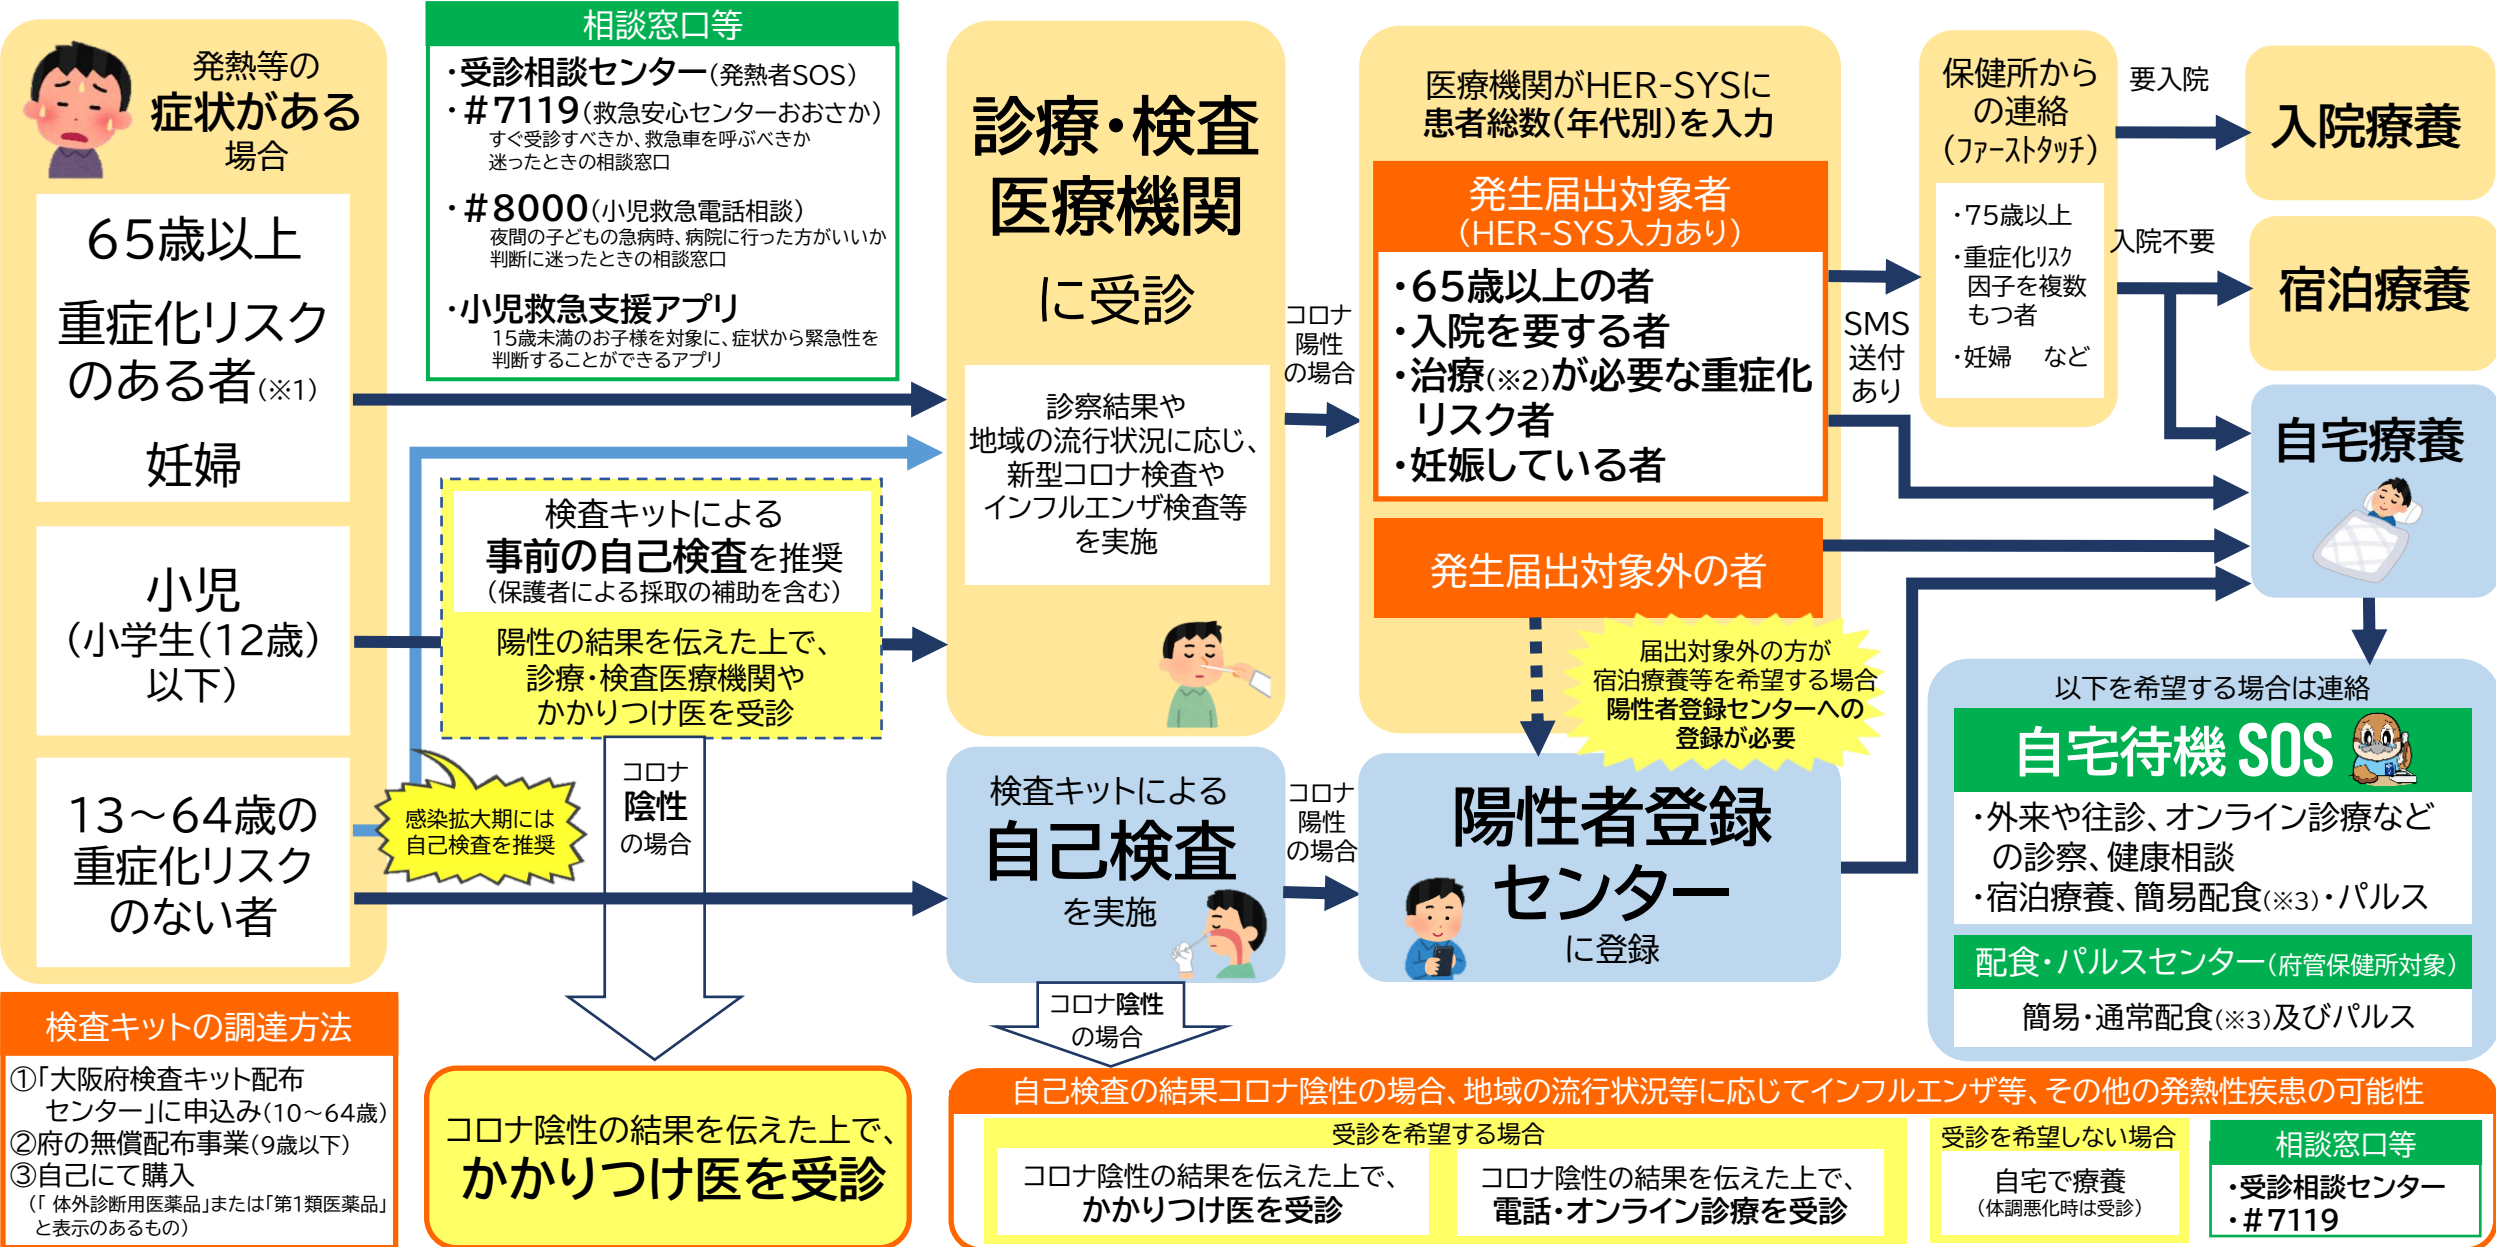 発熱等の
症状がある
場合
65歳以上
重症化リスク
のある者(※1)
妊婦
小児
(小学生(12歳)
以下)
13～64歳の
重症化リスク
のない者
検査キットの調達方法
①「大阪府検査キット配布
センター」に申込み(10～64歳)
②府の無償配布事業(9歳以下)
③自己にて購入
(「 体外診断用医薬品」または「第1類医薬品」
と表示のあるもの)
相談窓口等
・受診相談センター(発熱者SOS)
・#7119(救急安心センターおおさか)
すぐ受診すべきか、救急車を呼ぶべきか
迷ったときの相談窓口
・#8000(小児救急電話相談)
夜間の子どもの急病時、病院に行った方がいいか
判断に迷ったときの相談窓口
・小児救急支援アプリ
15歳未満のお子様を対象に、症状から緊急性を
判断することができるアプリ
検査キットによる
事前の自己検査を推奨
(保護者による採取の補助を含む)
陽性の結果を伝えた上で、
診療・検査医療機関や
かかりつけ医を受診
感染拡大期には
自己検査を推奨
コロナ
陰性
の場合
コロナ陰性の結果を伝えた上で、
かかりつけ医を受診
診療・検査
医療機関
に受診
診察結果や
地域の流行状況に応じ、
新型コロナ検査や
インフルエンザ検査等
を実施
検査キットによる
自己検査
を実施
コロナ陰性
の場合
コロナ
陽性
の場合
コロナ
陽性
の場合
医療機関がHER-SYSに
患者総数(年代別)を入力
発生届出対象者
(HER-SYS入力あり)
・65歳以上の者
・入院を要する者
・治療(※2)が必要な重症化
リスク者
・妊娠している者
発生届出対象外の者
届出対象外の方が
宿泊療養等を希望する場合
陽性者登録センターへの
登録が必要
陽性者登録
センター
に登録
SMS
送付
あり
保健所から
の連絡
(ﾌｧｰｽﾄﾀｯﾁ)
・75歳以上
・重症化ﾘｽｸ
因子を複数
もつ者
・妊婦 など
要入院
入院不要
入院療養
宿泊療養
自宅療養
以下を希望する場合は連絡
自宅待機 SOS
・外来や往診、オンライン診療など
の診察、健康相談
・宿泊療養、簡易配食(※3)・パルス
配食・パルスセンター(府管保健所対象)
簡易・通常配食(※3)及びパルス
自己検査の結果コロナ陰性の場合、地域の流行状況等に応じてインフルエンザ等、その他の発熱性疾患の可能性
受診を希望する場合
コロナ陰性の結果を伝えた上で、
かかりつけ医を受診
コロナ陰性の結果を伝えた上で、
電話・オンライン診療を受診
受診を希望しない場合
自宅で療養
(体調悪化時は受診)
相談窓口等
・受診相談センター
・#7119